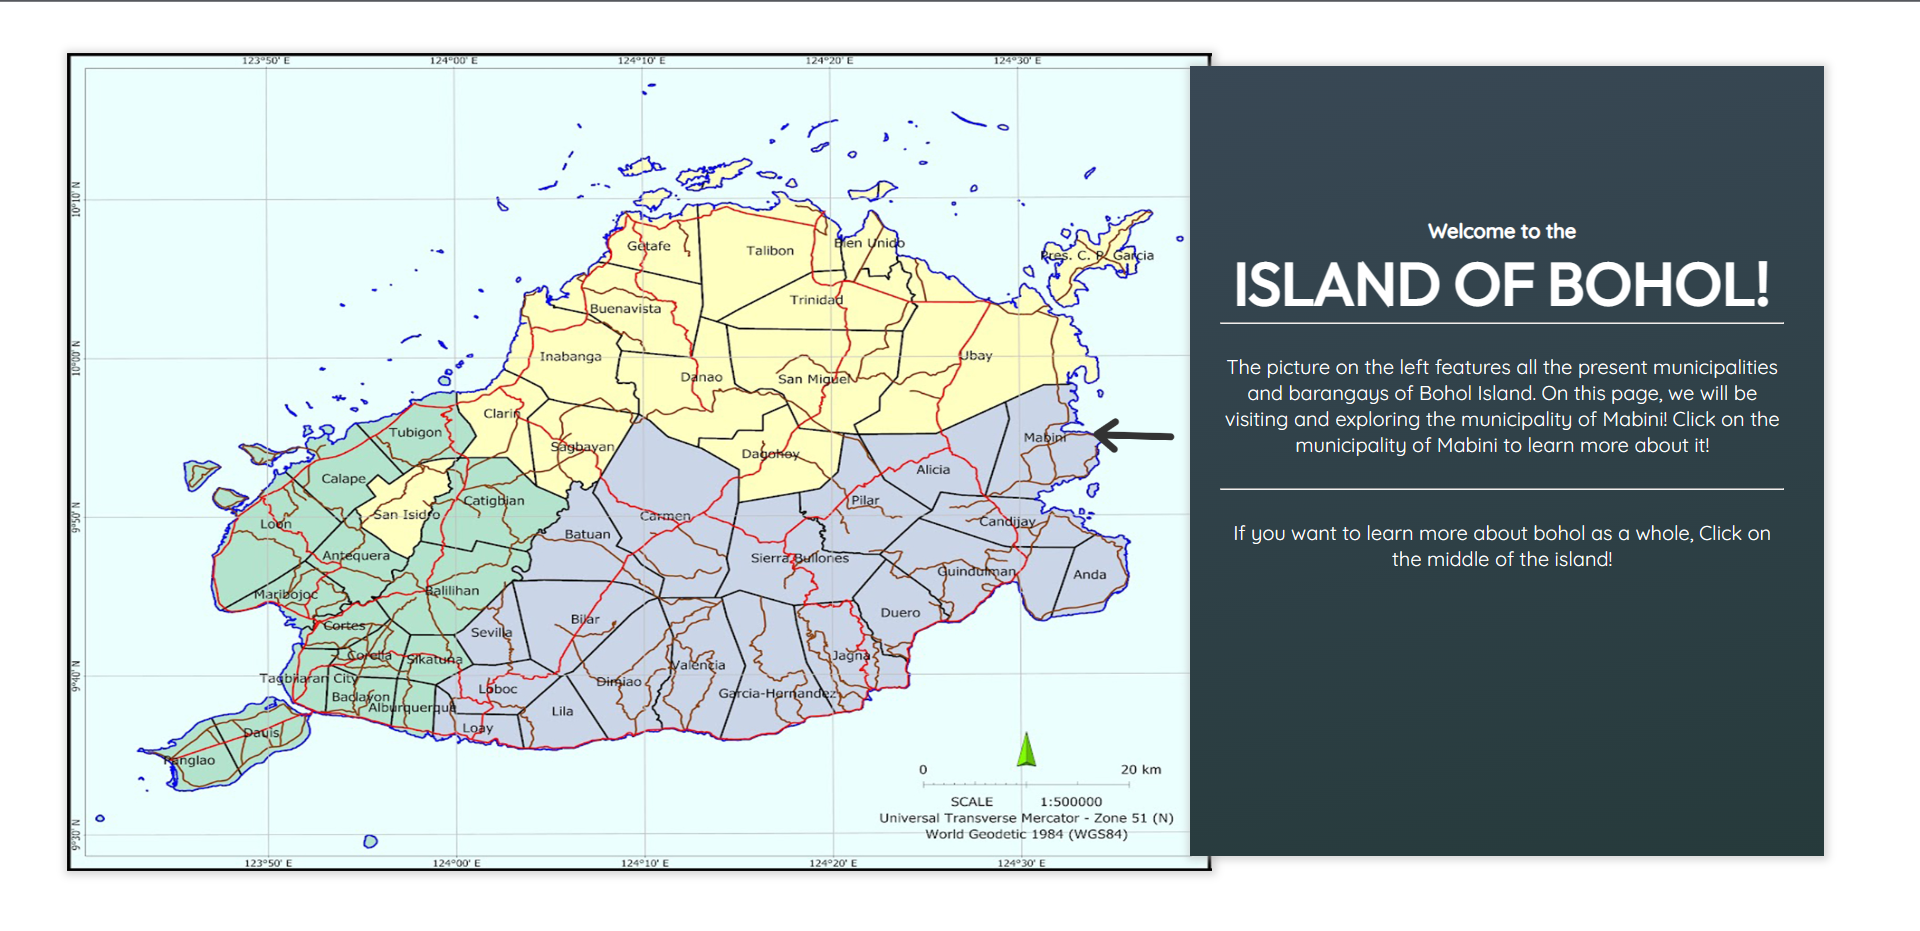 123°50' E 124°00' E 124°10' E 124°20' E 124°30' E
10°10' N
10°00' N
9°50' N
9°40' N
9°30' N
Getafe
Talibon
Bien Unido
Pres. C. P. Garcia
Buenavista
Trinidad
Inabanga
Danao
San Miguel
Ubay
Clarin
Tubigon
Sagbayan
Dagohoy
Mabini
Calape
Catigbian
Alicia
San Isidro
Loon
Carmen
Pilar
Candijay
Batuan
Antequera
Sierra Bullones
Guindulman
Anda
Maribojoc
Balilihan
Duero
Cortes
Sevilla
Bilar
Corella
Sikatuna
Valencia
Jagna
Tagbilaran City
Baclayon
Alburquerque
Loboc
Dimiao
Garcia-Hernandez
Lila
Loay
Dauis
Panglao
0 20 km
SCALE 1:500000
Universal Transverse Mercator - Zone 51 (N)
World Geodetic 1984 (WGS84)
123°50' E 124°00' E 124°10' E 124°20' E 124°30' E
Welcome to the
ISLAND OF BOHOL!
The picture on the left features all the present municipalities
and barangays of Bohol Island. On this page, we will be
visiting and exploring the municipality of Mabini! Click on the
municipality of Mabini to learn more about it!
If you want to learn more about bohol as a whole, Click on
the middle of the island!